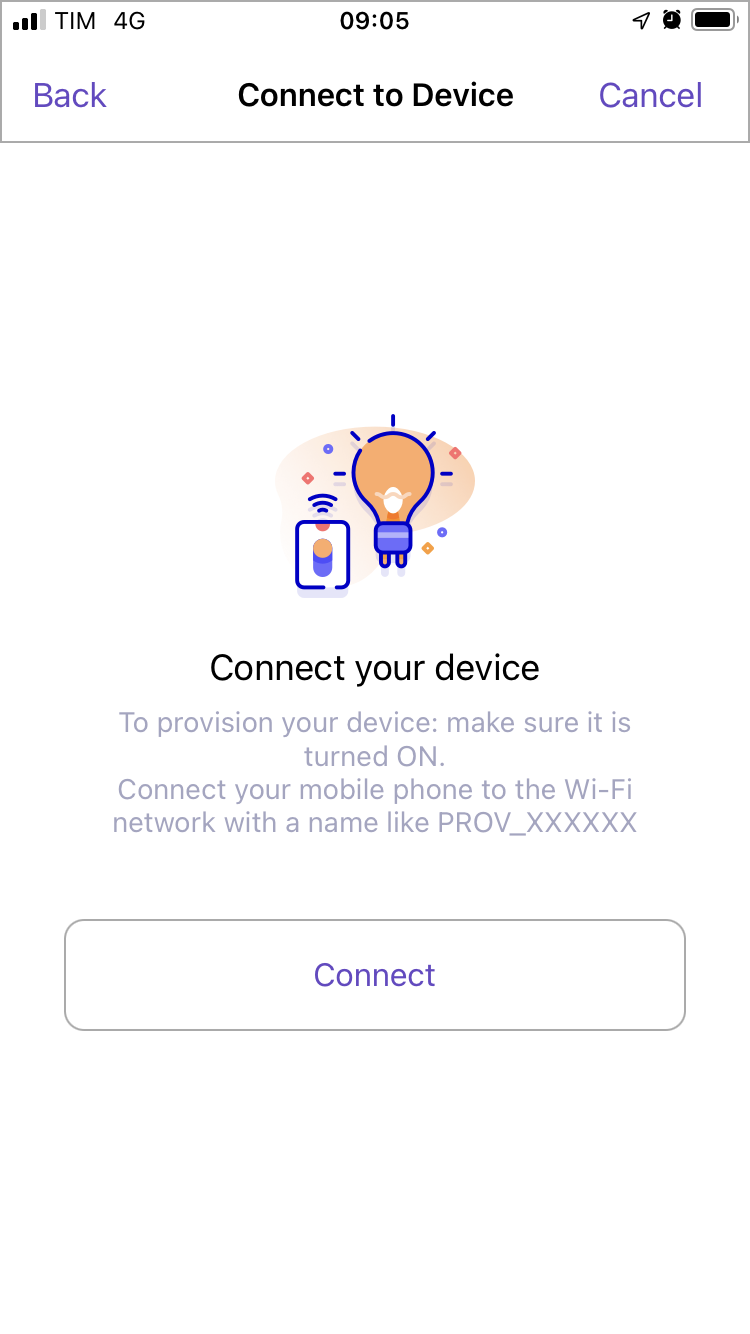 TIM 4G 09:05
Back Connect to Device Cancel
Connect your device
To provision your device: make sure it is
turned ON.
Connect your mobile phone to the Wi-Fi
network with a name like PROV_XXXXXX
Connect